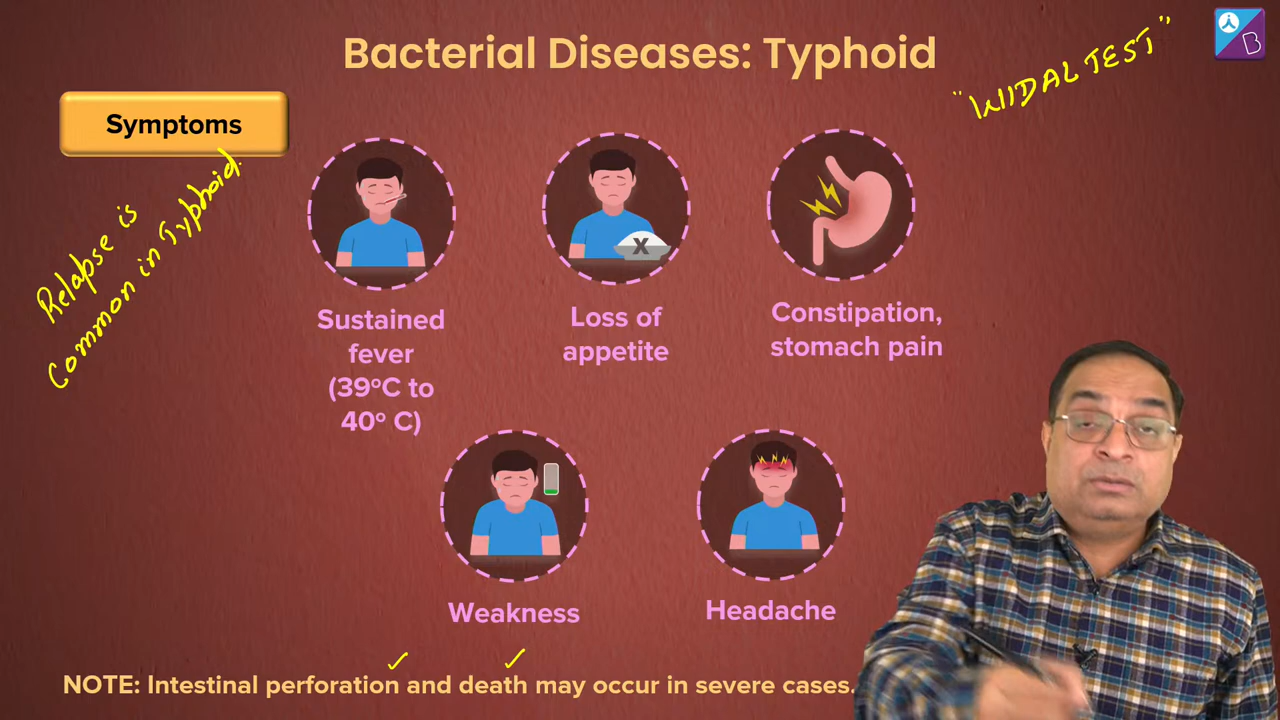 Bacterial Diseases: Typhoid
"WIDAL TEST"
B
Symptoms
Relapse is
Common in Typhoid.
X
Sustained
fever
(39°C to
40° C)
Loss of
appetite
Constipation,
stomach pain
Weakness
Headache
NOTE: Intestinal perforation and death may occur in severe cases.